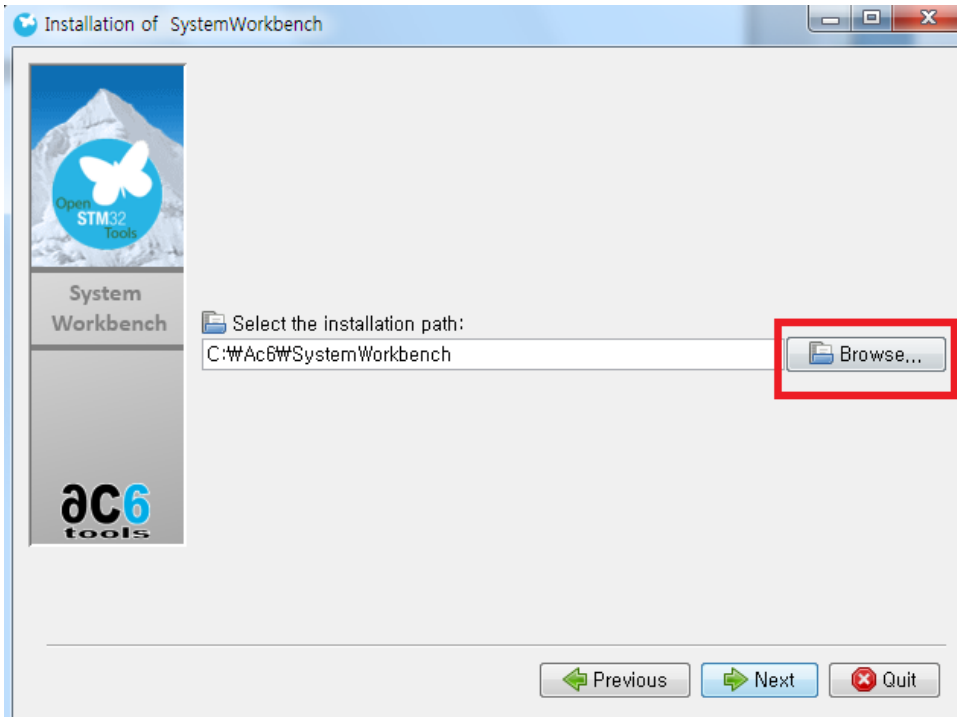 Installation of SystemWorkbench
Open
STM32
Tools
System
Workbench
Select the installation path:
C:₩Ac6₩SystemWorkbench
Browse...
ac6
tools
Previous
Next
Quit